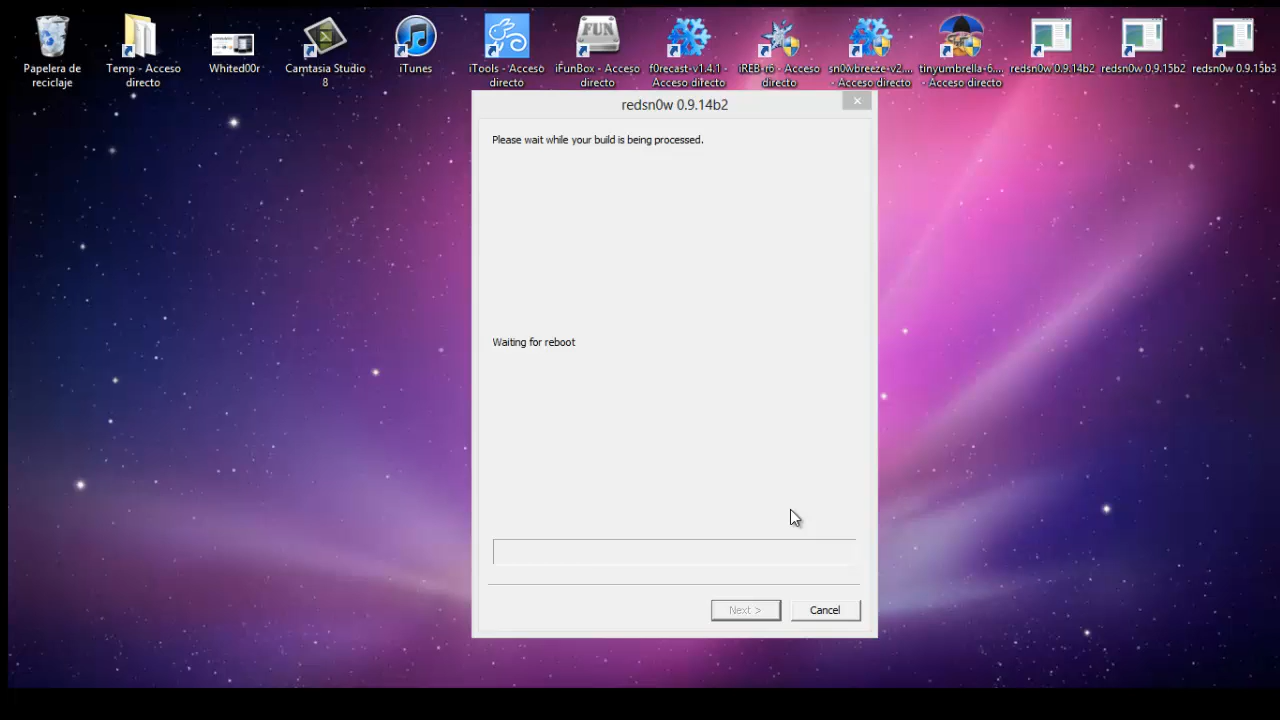 Papelera de reciclaje
Temp - Acceso directo
Whited00r
Camtasia Studio 8
iTunes
iTools - Acceso directo
FUN
iFunBox - Acceso directo
f0recast-v1.4.1 - Acceso directo
iREB-r6 - Acceso directo
sn0wbreeze-v2.... - Acceso directo
tinyumbrella-6.... - Acceso directo
redsn0w 0.9.14b2
redsn0w 0.9.15b2
redsn0w 0.9.15b3
redsn0w 0.9.14b2
Please wait while your build is being processed.
Waiting for reboot
Next >
Cancel